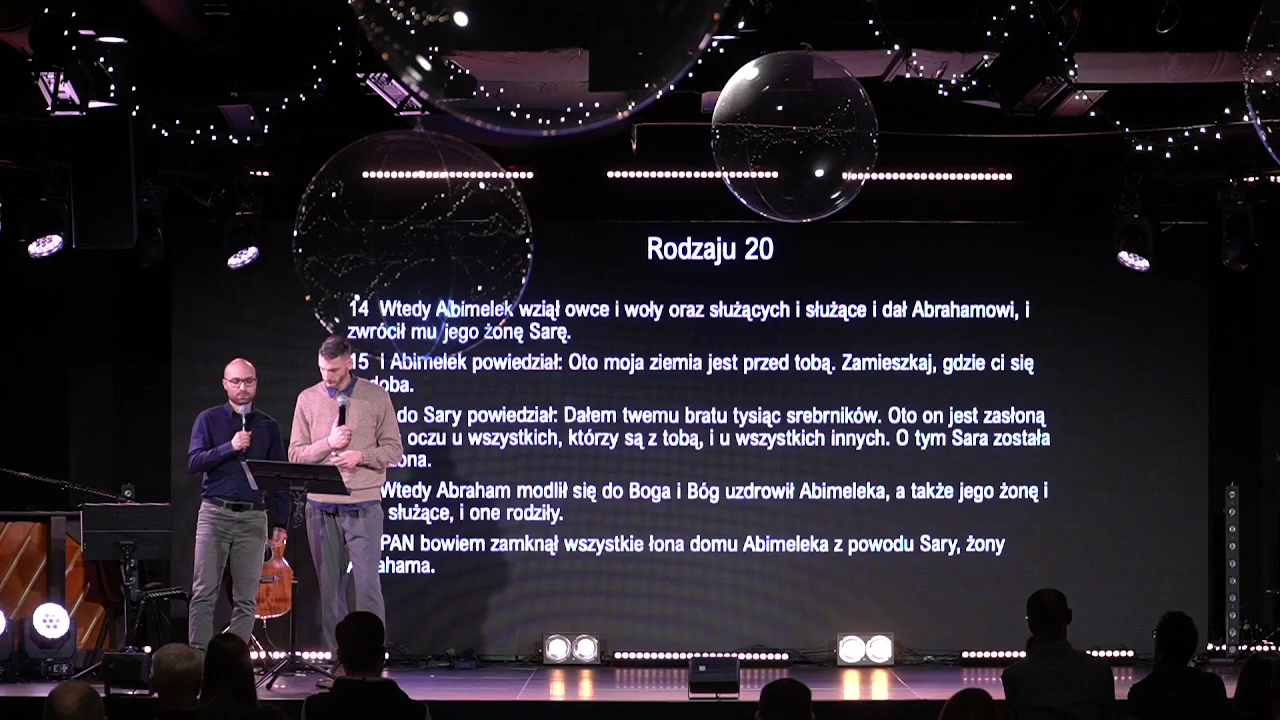 Rodzaju 20
14 Wtedy Abimelek wziął owce i woły oraz służących i służące i dał Abrahamowi, i
zwrócił mu jego żonę Sarę.
15 I Abimelek powiedział: Oto moja ziemia jest przed tobą. Zamieszkaj, gdzie ci się
doba.
do Sary powiedział: Dałem twemu bratu tysiąc srebrników. Oto on jest zasłoną
oczu u wszystkich, którzy są z tobą, i u wszystkich innych. O tym Sara została
ona.
Wtedy Abraham modlił się do Boga i Bóg uzdrowił Abimeleka, a także jego żonę i
służące, i one rodziły.
PAN bowiem zamknął wszystkie łona domu Abimeleka z powodu Sary, żony
ahama.